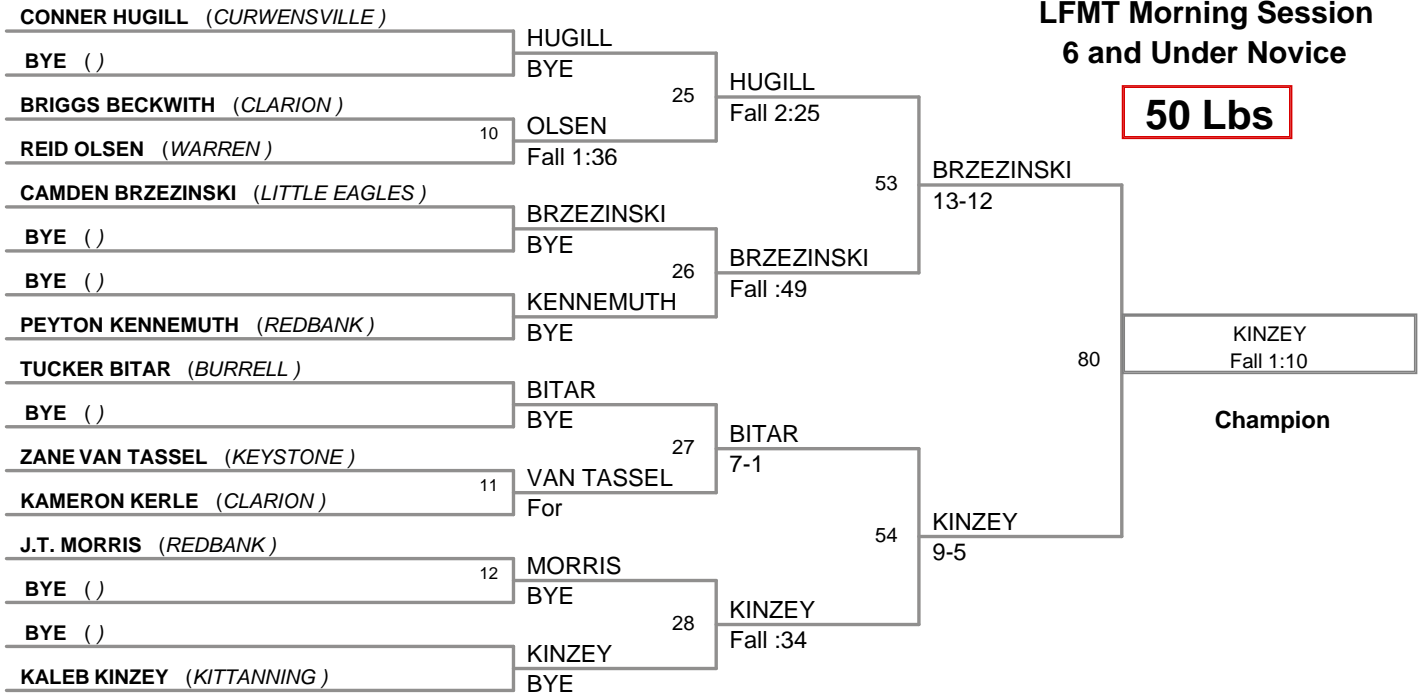 LFMT Morning Session
6 and Under Novice
50 Lbs
CONNER HUGILL (CURWENSVILLE )
BYE ( )
BRIGGS BECKWITH (CLARION )
10
REID OLSEN (WARREN )
CAMDEN BRZEZINSKI (LITTLE EAGLES )
BYE ( )
BYE ( )
PEYTON KENNEMUTH (REDBANK )
TUCKER BITAR (BURRELL )
BYE ( )
ZANE VAN TASSEL (KEYSTONE )
11
KAMERON KERLE (CLARION )
J.T. MORRIS (REDBANK )
12
BYE ( )
BYE ( )
KALEB KINZEY (KITTANNING )
HUGILL
BYE
25
OLSEN
Fall 1:36
BRZEZINSKI
BYE
26
KENNEMUTH
BYE
BITAR
BYE
27
VAN TASSEL
For
MORRIS
BYE
28
KINZEY
BYE
HUGILL
Fall 2:25
53
BRZEZINSKI
Fall :49
BITAR
7-1
54
KINZEY
Fall :34
BRZEZINSKI
13-12
80
KINZEY
9-5
KINZEY
Fall 1:10
Champion